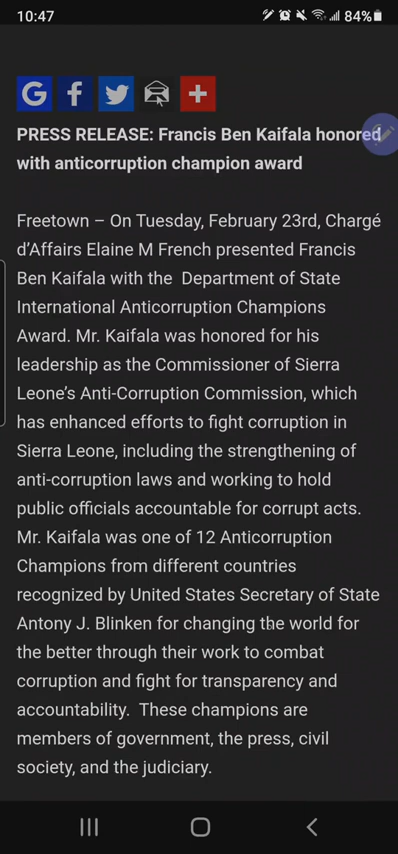 10:47
84%
G f +
PRESS RELEASE: Francis Ben Kaifala honored
with anticorruption champion award
Freetown – On Tuesday, February 23rd, Chargé
d’Affairs Elaine M French presented Francis
Ben Kaifala with the Department of State
International Anticorruption Champions
Award. Mr. Kaifala was honored for his
leadership as the Commissioner of Sierra
Leone’s Anti-Corruption Commission, which
has enhanced efforts to fight corruption in
Sierra Leone, including the strengthening of
anti-corruption laws and working to hold
public officials accountable for corrupt acts.
Mr. Kaifala was one of 12 Anticorruption
Champions from different countries
recognized by United States Secretary of State
Antony J. Blinken for changing the world for
the better through their work to combat
corruption and fight for transparency and
accountability. These champions are
members of government, the press, civil
society, and the judiciary.